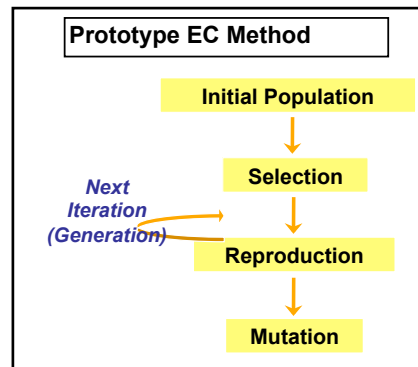 Prototype EC Method
Initial Population
Selection
Next
Iteration
(Generation)
Reproduction
Mutation